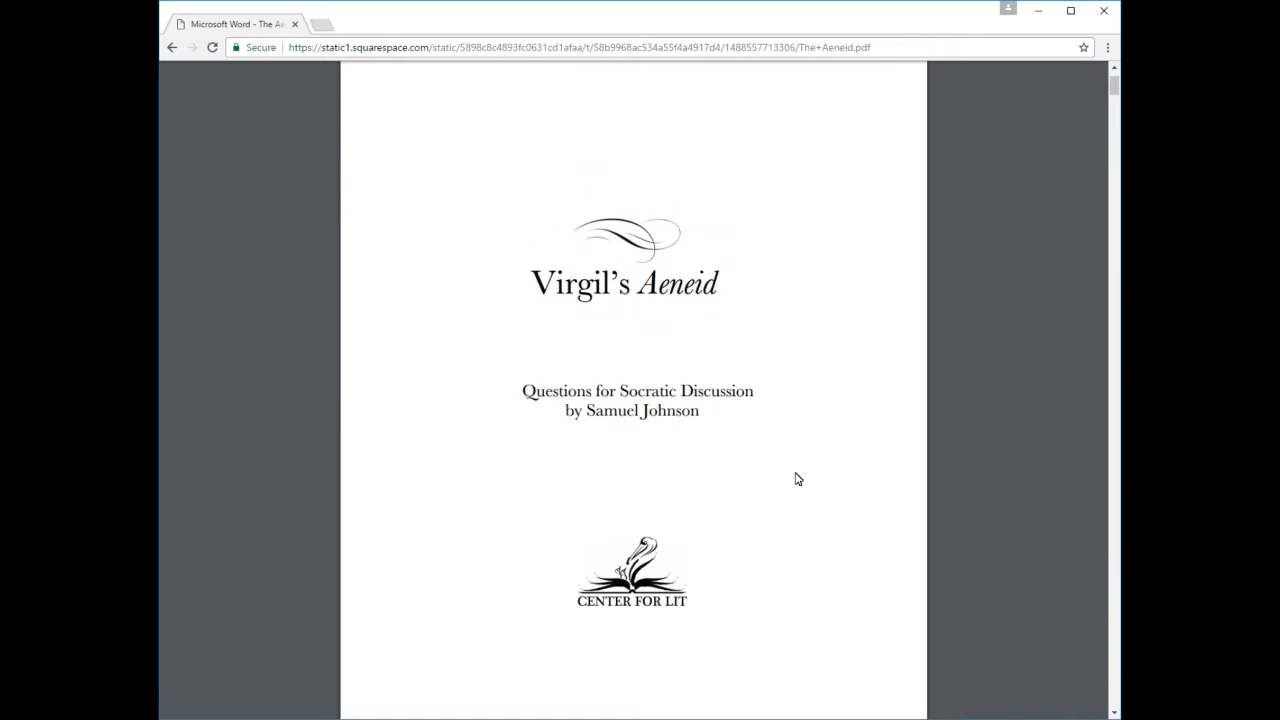 Microsoft Word - The Ae
Secure
https://static1.squarespace.com/static/5898c8c4893fc0631cd1afaa/t/58b9968ac534a55f4a4917d4/1488557713306/The+Aeneid.pdf
Virgil's Aeneid
Questions for Socratic Discussion
by Samuel Johnson
CENTER FOR LIT